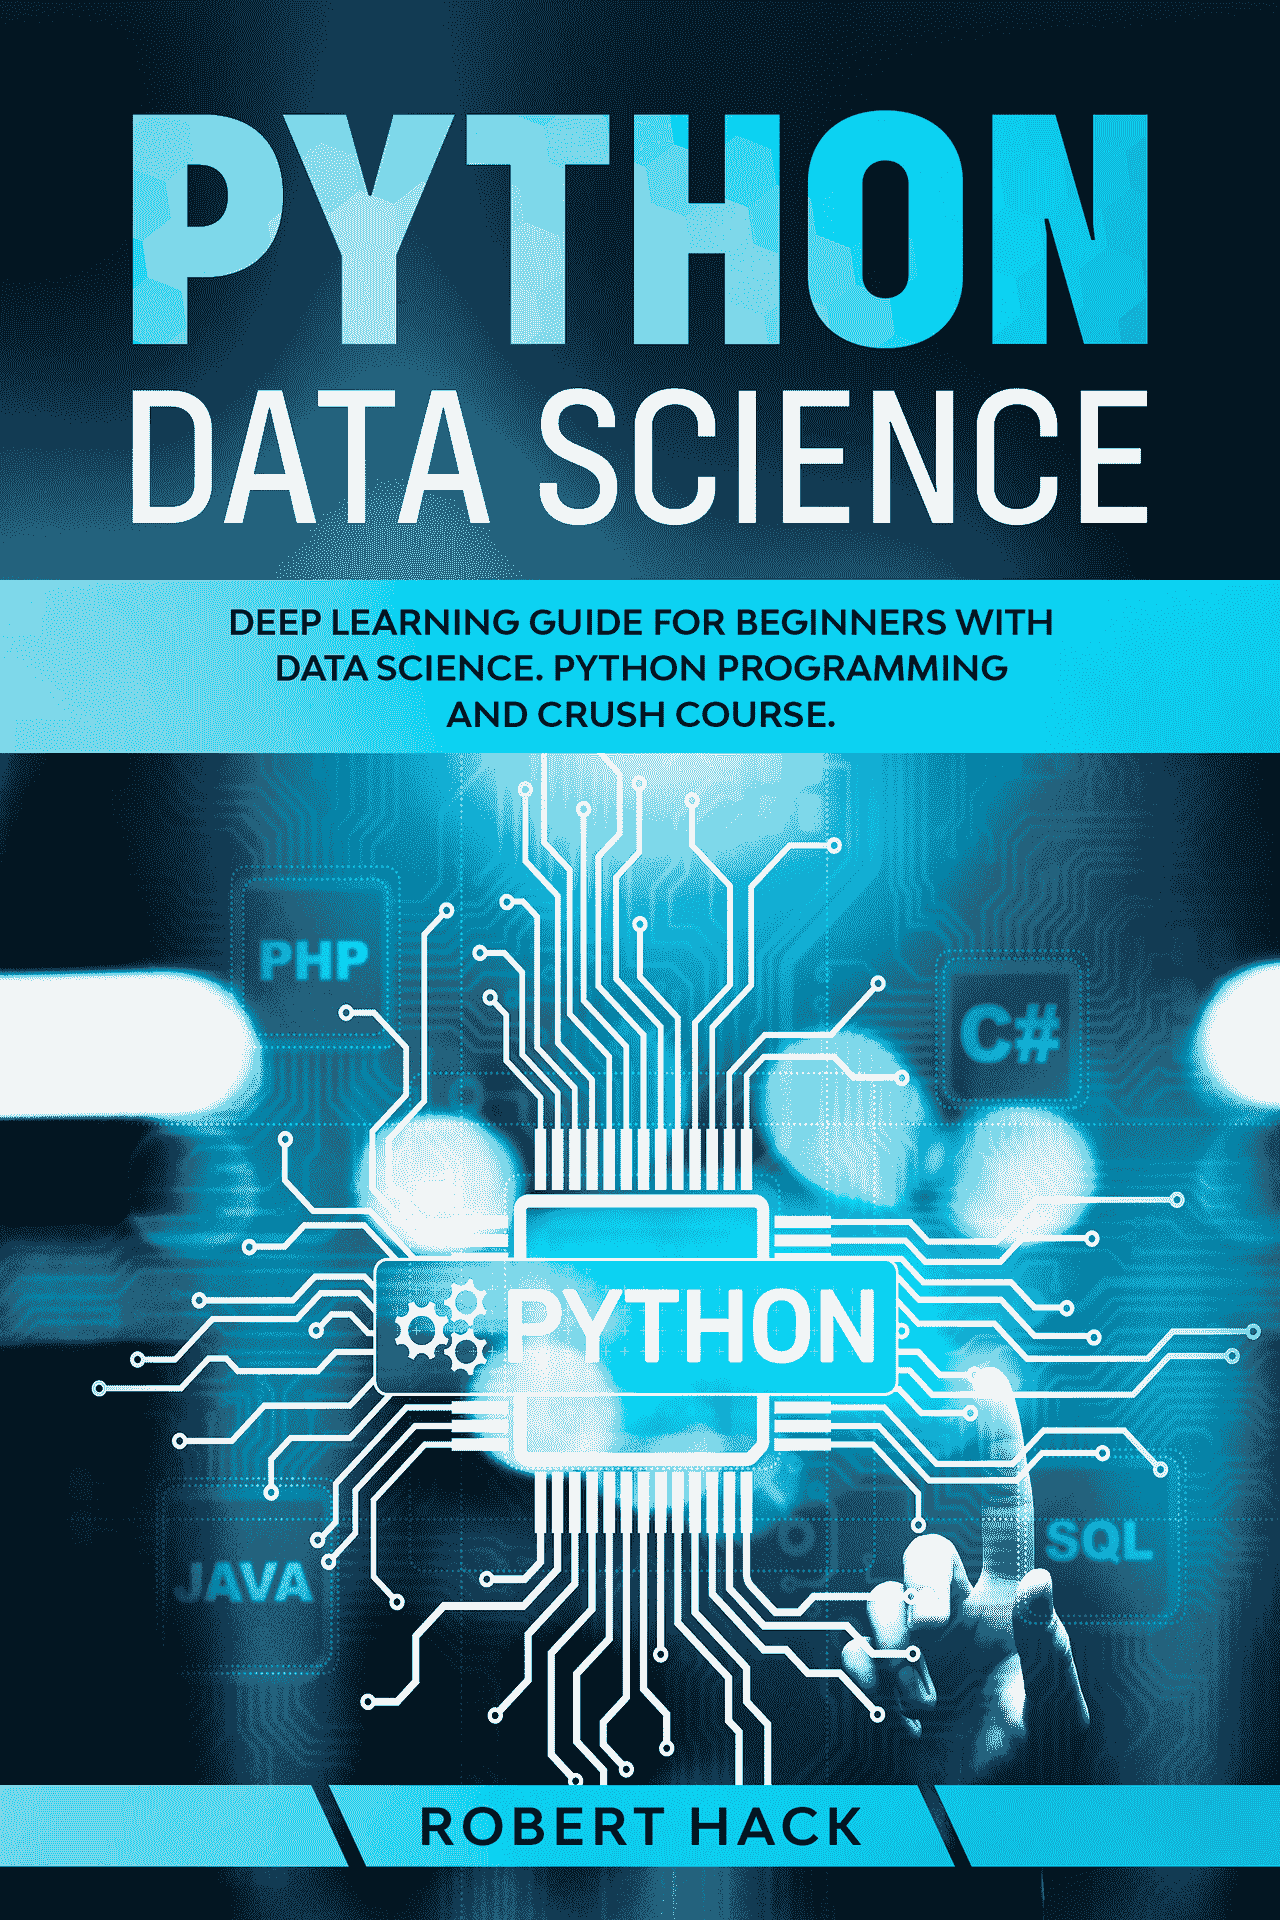 PYTHON
DATA SCIENCE
DEEP LEARNING GUIDE FOR BEGINNERS WITH
DATA SCIENCE. PYTHON PROGRAMMING
AND CRUSH COURSE.
PHP
C#
PYTHON
SQL
JAVA
ROBERT HACK